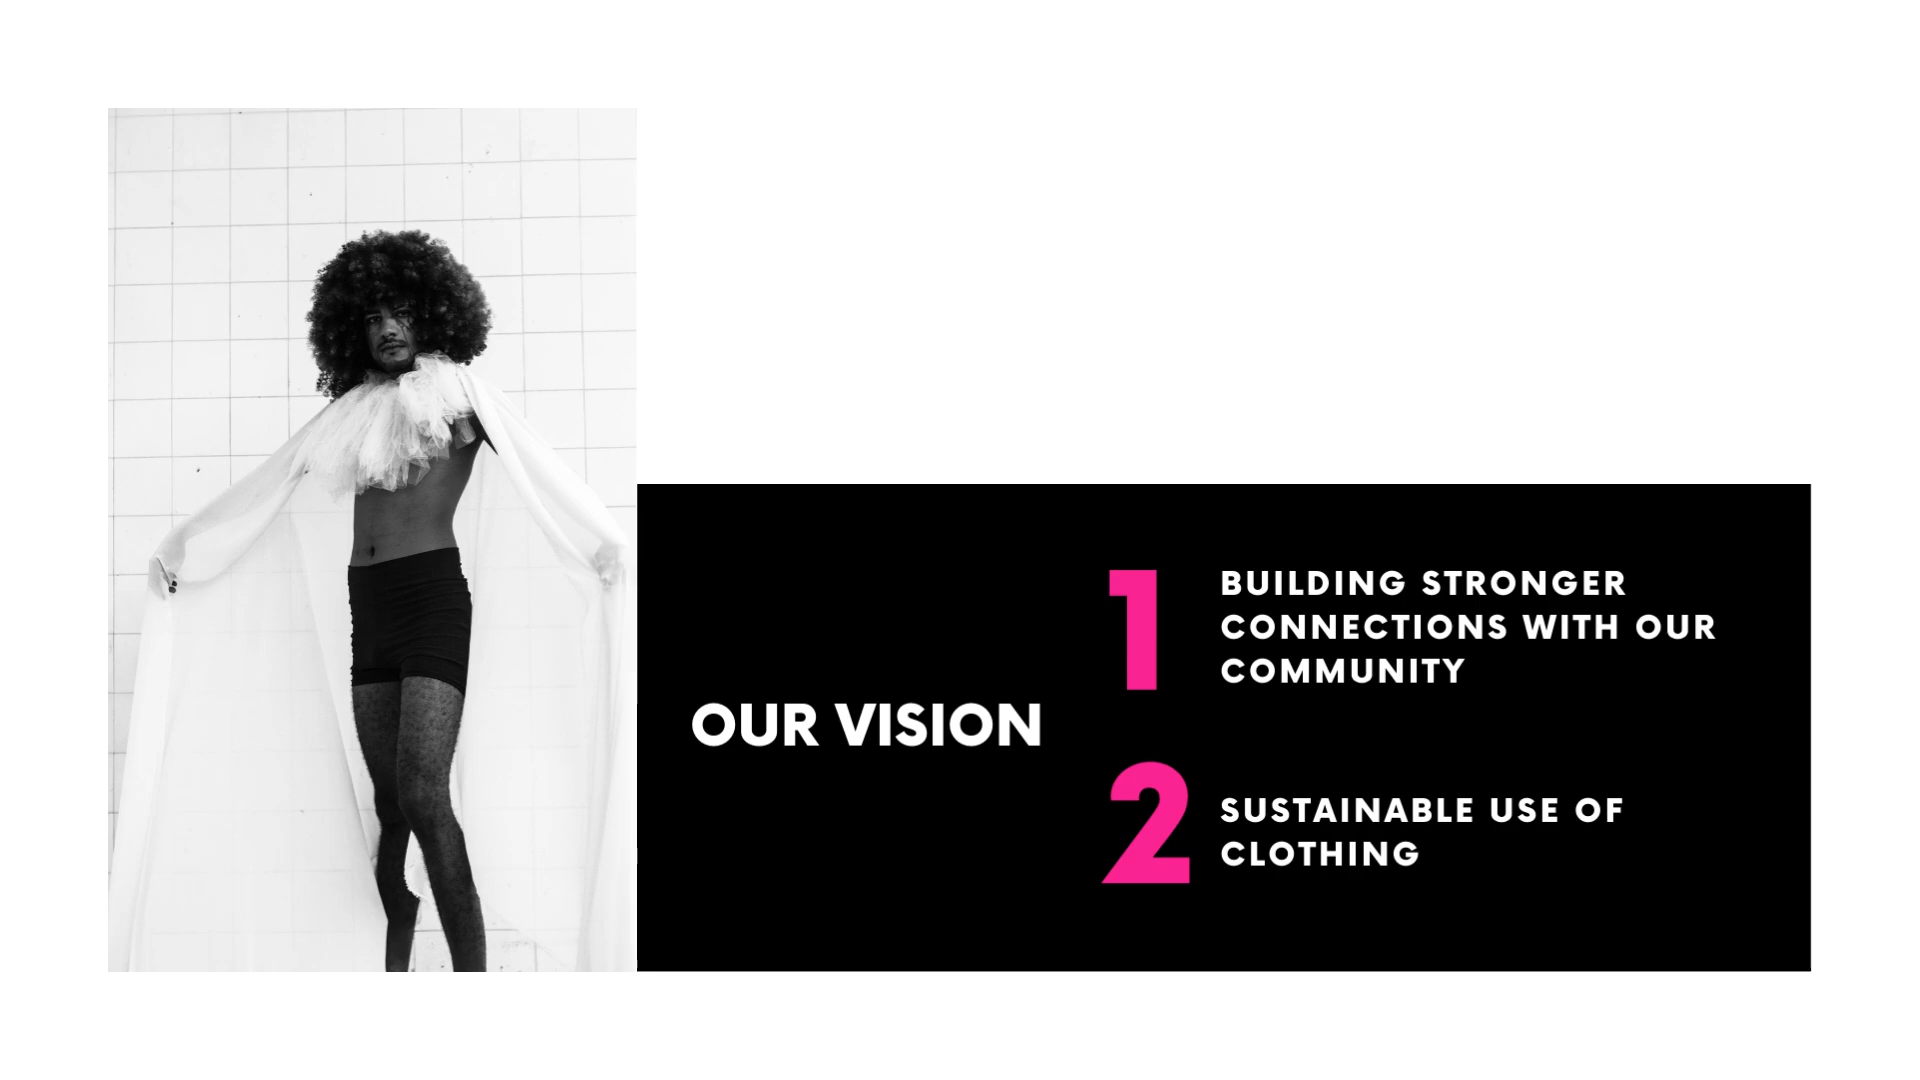 OUR VISION
1
BUILDING STRONGER
CONNECTIONS WITH OUR
COMMUNITY
2
SUSTAINABLE USE OF
CLOTHING